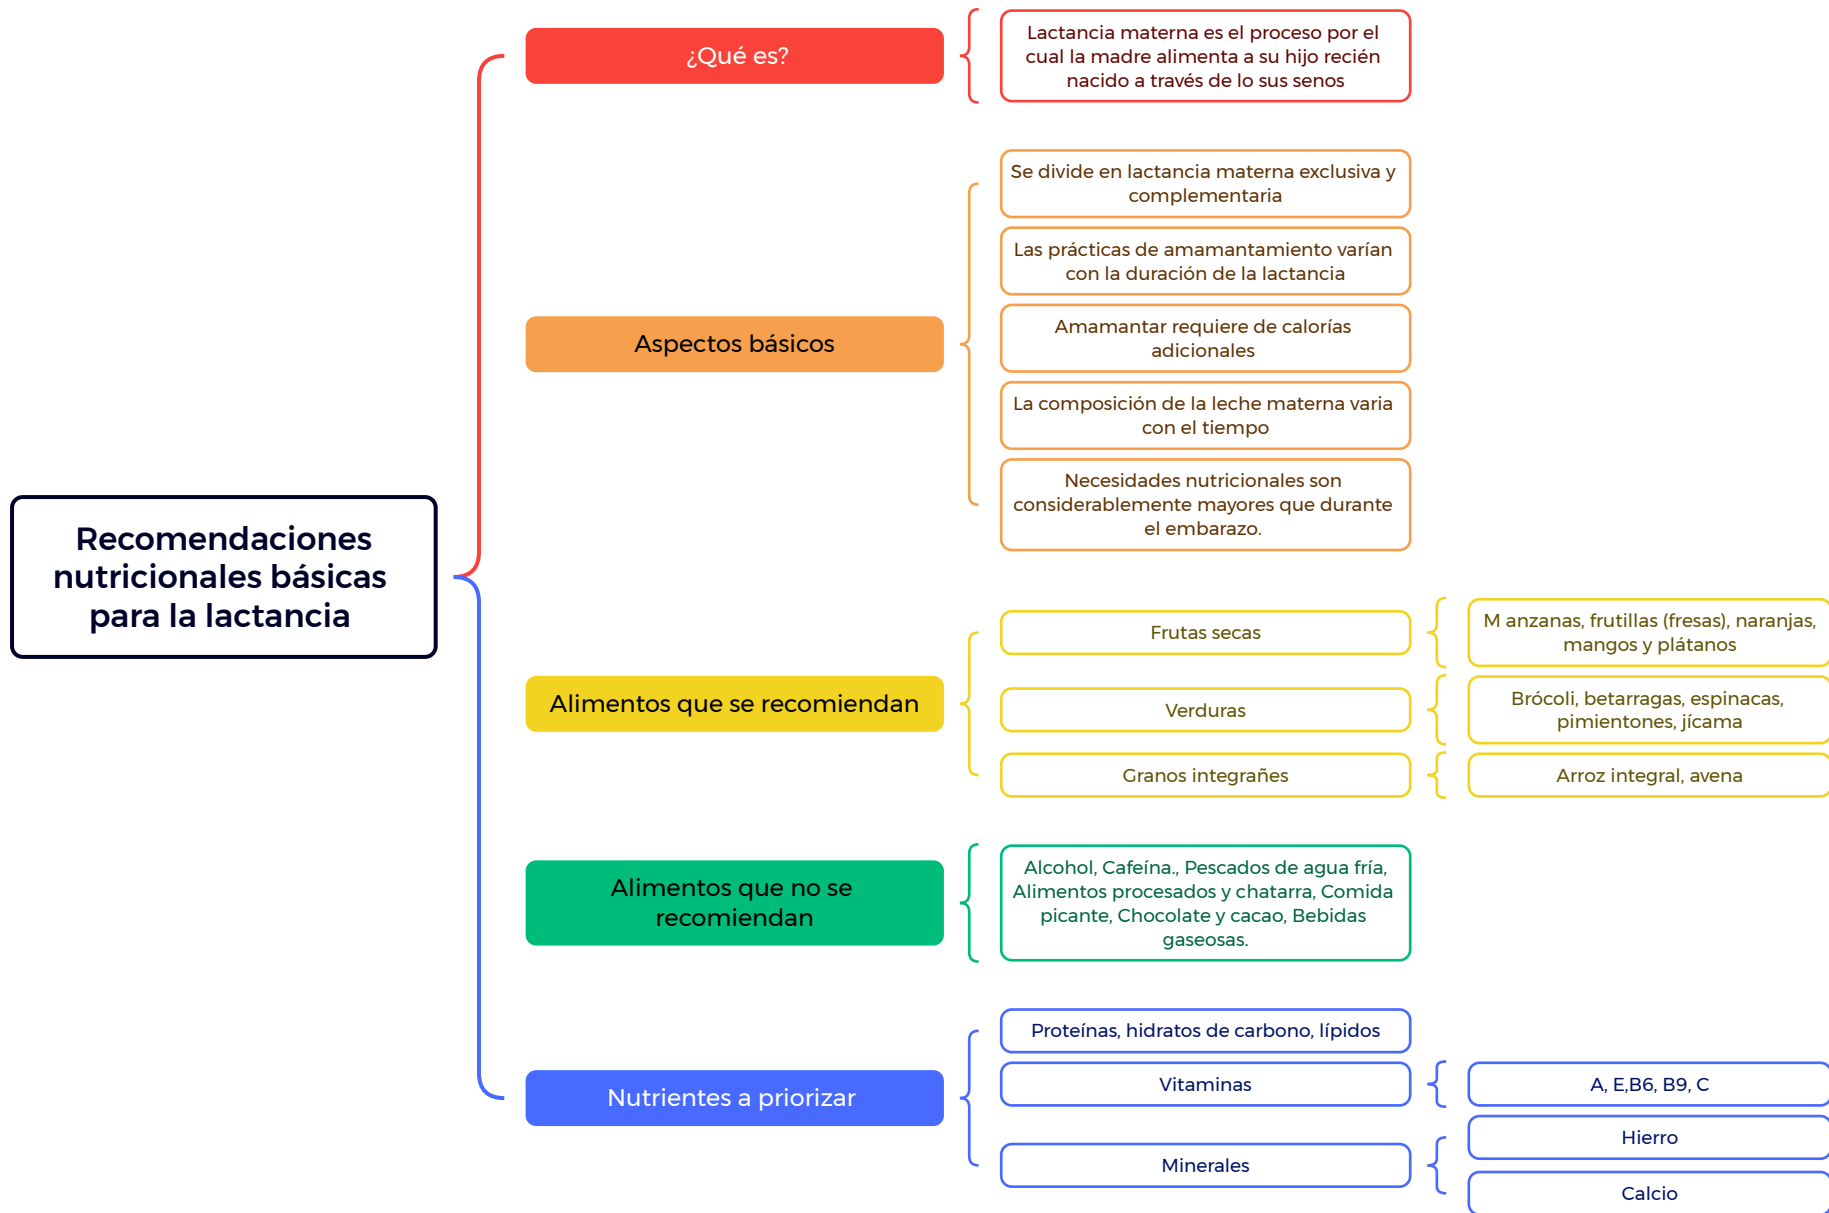 Recomendaciones
nutricionales básicas
para la lactancia
¿Qué es?
Lactancia materna es el proceso por el
cual la madre alimenta a su hijo recién
nacido a través de lo sus senos
Aspectos básicos
Se divide en lactancia materna exclusiva y
complementaria
Las prácticas de amamantamiento varían
con la duración de la lactancia
Amamantar requiere de calorías
adicionales
La composición de la leche materna varia
con el tiempo
Necesidades nutricionales son
considerablemente mayores que durante
el embarazo.
Alimentos que se recomiendan
Frutas secas
M anzanas, frutillas (fresas), naranjas,
mangos y plátanos
Verduras
Brócoli, betarragas, espinacas,
pimientones, jícama
Granos integrañes
Arroz integral, avena
Alimentos que no se
recomiendan
Alcohol, Cafeína., Pescados de agua fría,
Alimentos procesados y chatarra, Comida
picante, Chocolate y cacao, Bebidas
gaseosas.
Nutrientes a priorizar
Proteínas, hidratos de carbono, lípidos
Vitaminas
A, E,B6, B9, C
Minerales
Hierro
Calcio